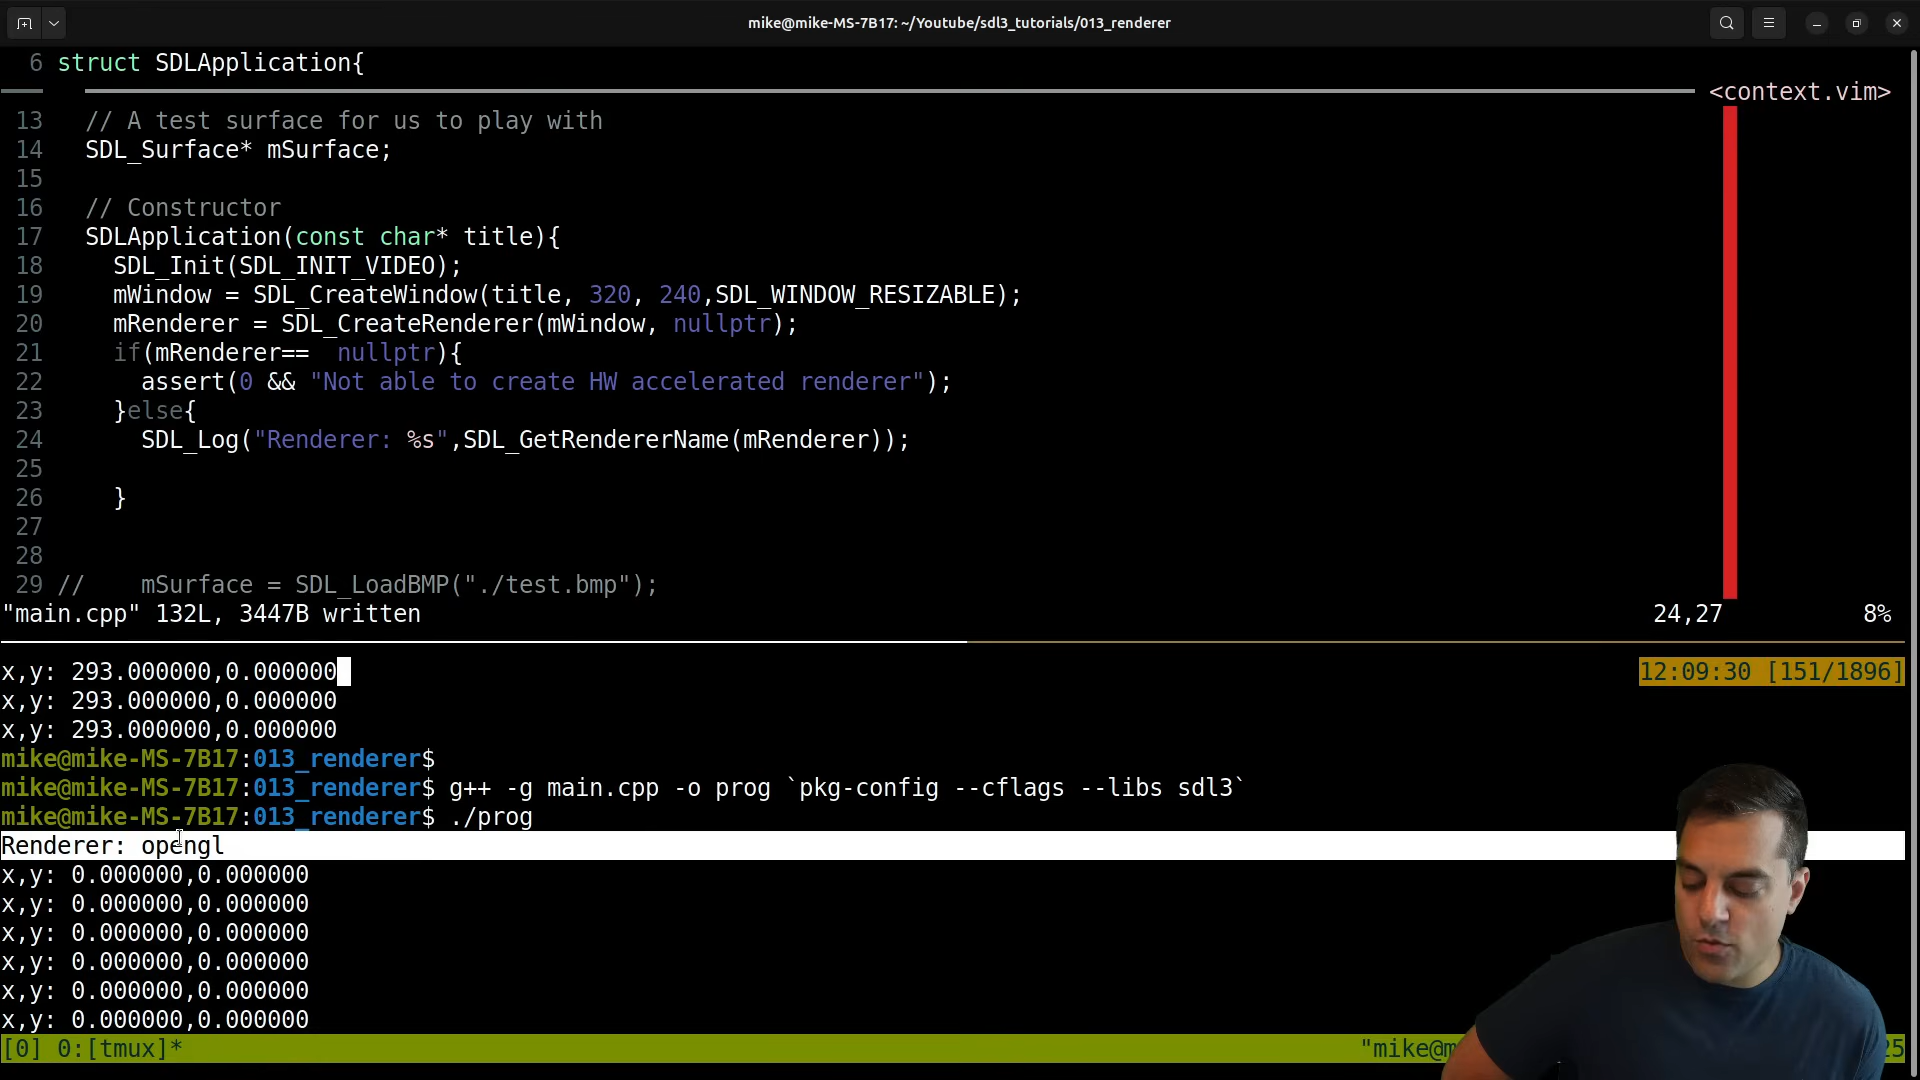 mike@mike-MS-7B17: ~/Youtube/sdl3_tutorials/013_renderer
6 struct SDLApplication{
<context.vim>
13 // A test surface for us to play with
14 SDL_Surface* mSurface;
15
16 // Constructor
17 SDLApplication(const char* title){
18 SDL_Init(SDL_INIT_VIDEO);
19 mWindow = SDL_CreateWindow(title, 320, 240,SDL_WINDOW_RESIZABLE);
20 mRenderer = SDL_CreateRenderer(mWindow, nullptr);
21 if(mRenderer==  nullptr){
22 assert(0 && "Not able to create HW accelerated renderer");
23 }else{
24 SDL_Log("Renderer: %s",SDL_GetRendererName(mRenderer));
25
26 }
27
28
29 //    mSurface = SDL_LoadBMP("./test.bmp");
"main.cpp" 132L, 3447B written 24,27 8%
x,y: 293.000000,0.000000 12:09:30 [151/1896]
x,y: 293.000000,0.000000
x,y: 293.000000,0.000000
mike@mike-MS-7B17:013_renderer$
mike@mike-MS-7B17:013_renderer$ g++ -g main.cpp -o prog `pkg-config --cflags --libs sdl3`
mike@mike-MS-7B17:013_renderer$ ./prog
Renderer: opengl
x,y: 0.000000,0.000000
x,y: 0.000000,0.000000
x,y: 0.000000,0.000000
x,y: 0.000000,0.000000
x,y: 0.000000,0.000000
x,y: 0.000000,0.000000
[0] 0:[tmux]* "mike@m 25